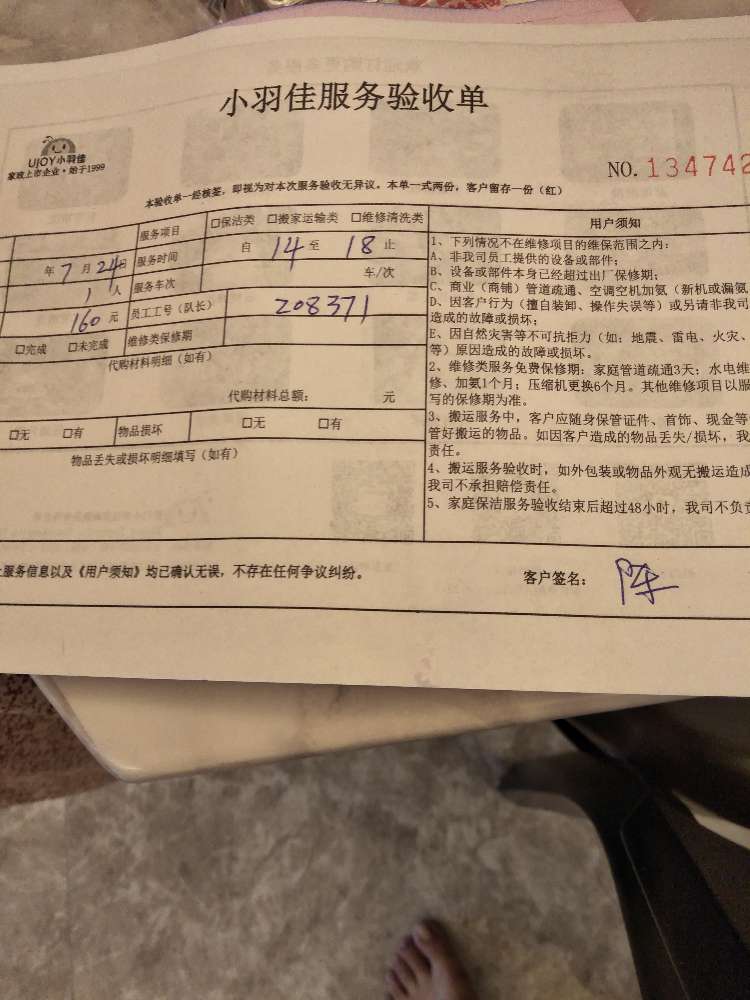 小羽佳服务验收单
UJOY小羽佳
家政上市企业·始于1999
NO. 134742
本验收单一经核签，即视为对本次服务验收无异议。本单一式两份，客户留存一份（红）
服务项目 □保洁类 □搬家运输类 □维修清洗类
年 7 月 24 日 服务时间 自 14 至 18 止
1 人 服务车次 车/次
160 元 员工工号（队长） 208371
□完成 □未完成 维修类保修期
代购材料明细（如有）
代购材料总额： 元
□无 □有 物品损坏 □无 □有
物品丢失或损坏明细填写（如有）
用户须知
1、下列情况不在维修项目的维保范围之内：
A、非我司员工提供的设备或部件；
B、设备或部件本身已经超过出厂保修期；
C、商业（商铺）管道疏通、空调空机加氨（新机或漏氨
D、因客户行为（擅自装卸、操作失误等）或另请非我司
造成的故障或损坏；
E、因自然灾害等不可抗拒力（如：地震、雷电、火灾、
等）原因造成的故障或损坏。
2、维修类服务免费保修期：家庭管道疏通3天；水电维
修、加氨1个月；压缩机更换6个月。其他维修项目以服
写的保修期为准。
3、搬运服务中，客户应随身保管证件、首饰、现金等
管好搬运的物品。如因客户造成的物品丢失/损坏，我
责任。
4、搬运服务验收时，如外包装或物品外观无搬运造成
我司不承担赔偿责任。
5、家庭保洁服务验收结束后超过48小时，我司不负责
服务信息以及《用户须知》均已确认无误，不存在任何争议纠纷。
客户签名： 陈